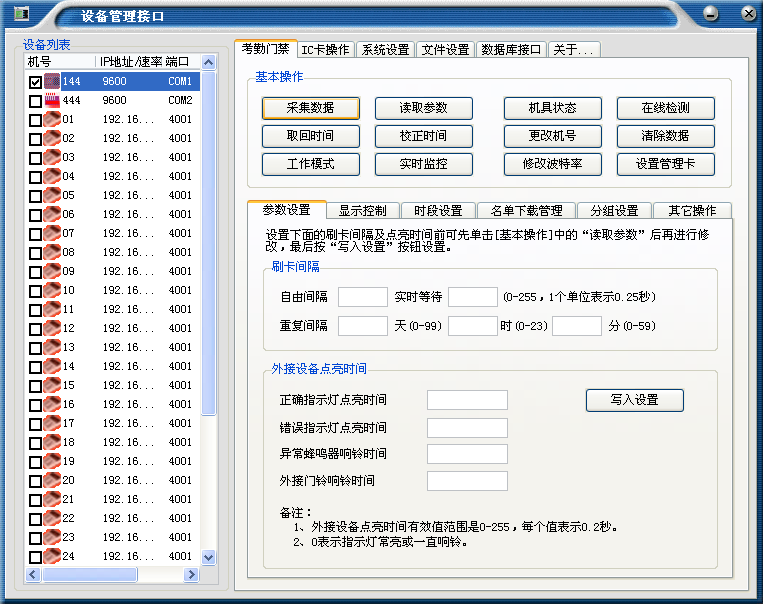 设备管理接口
设备列表
机号 IP地址/速率 端口
144 9600 COM1
444 9600 COM2
01 192.16... 4001
02 192.16... 4001
03 192.16... 4001
04 192.16... 4001
05 192.16... 4001
06 192.16... 4001
07 192.16... 4001
08 192.16... 4001
09 192.16... 4001
10 192.16... 4001
11 192.16... 4001
12 192.16... 4001
13 192.16... 4001
14 192.16... 4001
15 192.16... 4001
16 192.16... 4001
17 192.16... 4001
18 192.16... 4001
19 192.16... 4001
20 192.16... 4001
21 192.16... 4001
22 192.16... 4001
23 192.16... 4001
24 192.16... 4001
考勤门禁 IC卡操作 系统设置 文件设置 数据库接口 关于...
基本操作
采集数据 读取参数 机具状态 在线检测
取回时间 校正时间 更改机号 清除数据
工作模式 实时监控 修改波特率 设置管理卡
参数设置 显示控制 时段设置 名单下载管理 分组设置 其它操作
设置下面的刷卡间隔及点亮时间前可先单击[基本操作]中的“读取参数”后再进行修
改，最后按“写入设置”按钮设置。
刷卡间隔
自由间隔 实时等待 (0-255，1个单位表示0.25秒)
重复间隔 天(0-99) 时(0-23) 分(0-59)
外接设备点亮时间
正确指示灯点亮时间 写入设置
错误指示灯点亮时间
异常蜂鸣器响铃时间
外接门铃响铃时间
备注：
1、外接设备点亮时间有效值范围是0-255，每个值表示0.2秒。
2、0表示指示灯常亮或一直响铃。